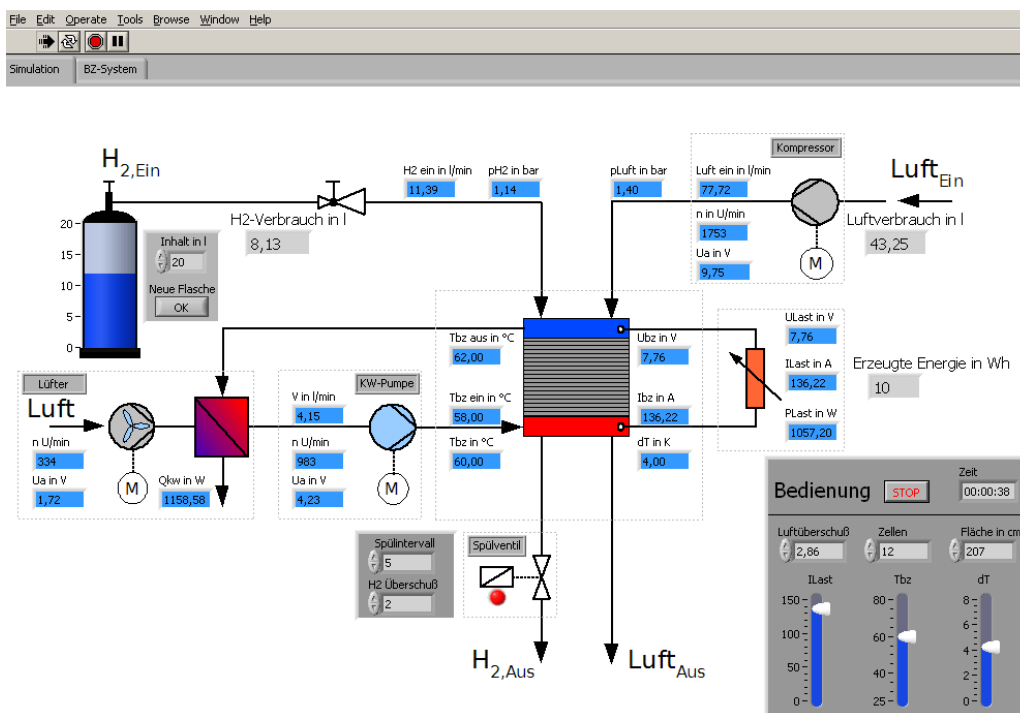 File Edit Operate Tools Browse Window Help
Simulation BZ-System
H2,Ein
H2 ein in l/min
11,39
pH2 in bar
1,14
pLuft in bar
1,40
Luft ein in l/min
77,72
n in U/min
1753
Ua in V
9,75
Kompressor
M
LuftEin
Luftverbrauch in l
43,25
H2-Verbrauch in l
8,13
20
15
10
5
0
Inhalt in l
20
Neue Flasche
OK
Tbz aus in °C
62,00
Tbz ein in °C
58,00
Tbz in °C
60,00
Ubz in V
7,76
Ibz in A
136,22
dT in K
4,00
ULast in V
7,76
ILast in A
136,22
PLast in W
1057,20
Erzeugte Energie in Wh
10
Lüfter
Luft
n U/min
334
Ua in V
1,72
M
Qkw in W
1158,58
KW-Pumpe
V in l/min
4,15
n U/min
983
Ua in V
4,23
M
Spülintervall
5
H2 Überschuß
2
Spülventil
H2,Aus
LuftAus
Bedienung
STOP
Zeit
00:00:38
Luftüberschuß
2,86
Zellen
12
Fläche in cm
207
ILast
150
100
50
0
Tbz
80
60
40
25
dT
8
6
4
2
0